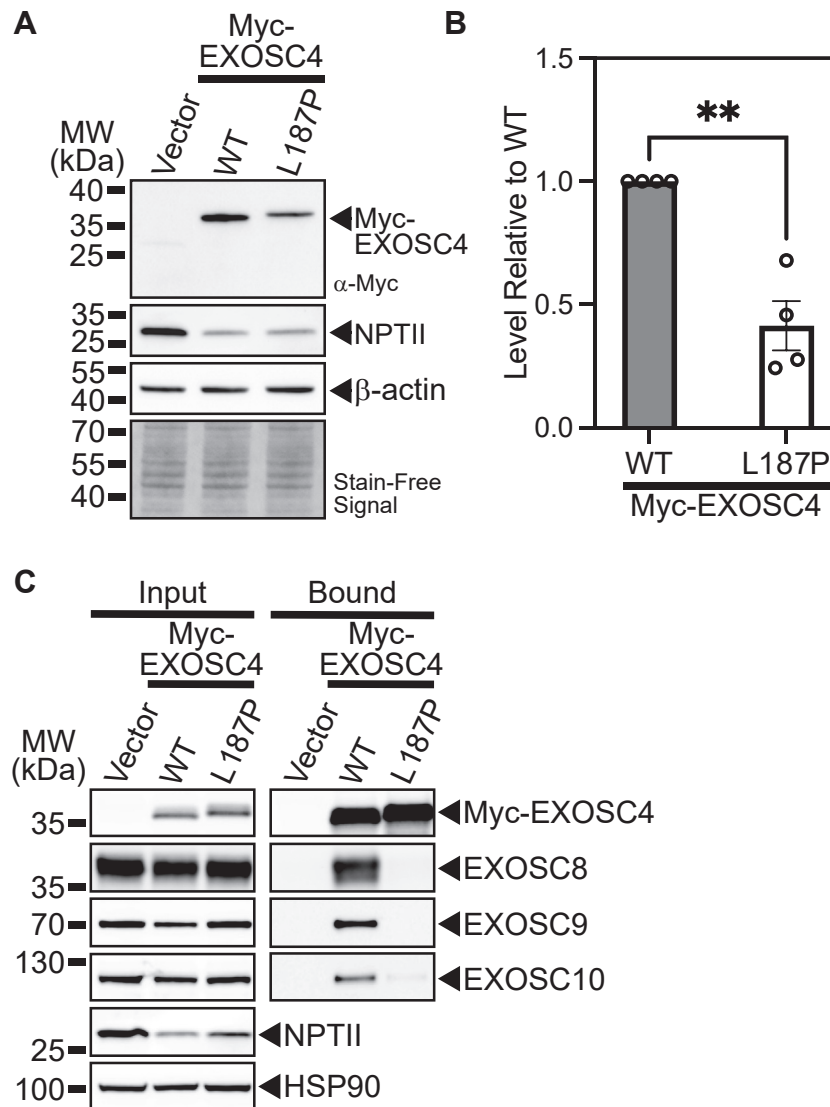 A
Myc-
EXOSC4
MW
(kDa)
Vector
WT
L187P
40
35
25
Myc-
EXOSC4
α-Myc
35
25
NPTII
55
40
β-actin
70
55
40
Stain-Free
Signal
B
Level Relative to WT
1.5
1.0
0.5
0.0
**
WT
L187P
Myc-EXOSC4
C
Input
Bound
Myc-
EXOSC4
Myc-
EXOSC4
MW
(kDa)
Vector
WT
L187P
Vector
WT
L187P
35
Myc-EXOSC4
35
EXOSC8
70
EXOSC9
130
EXOSC10
25
NPTII
100
HSP90